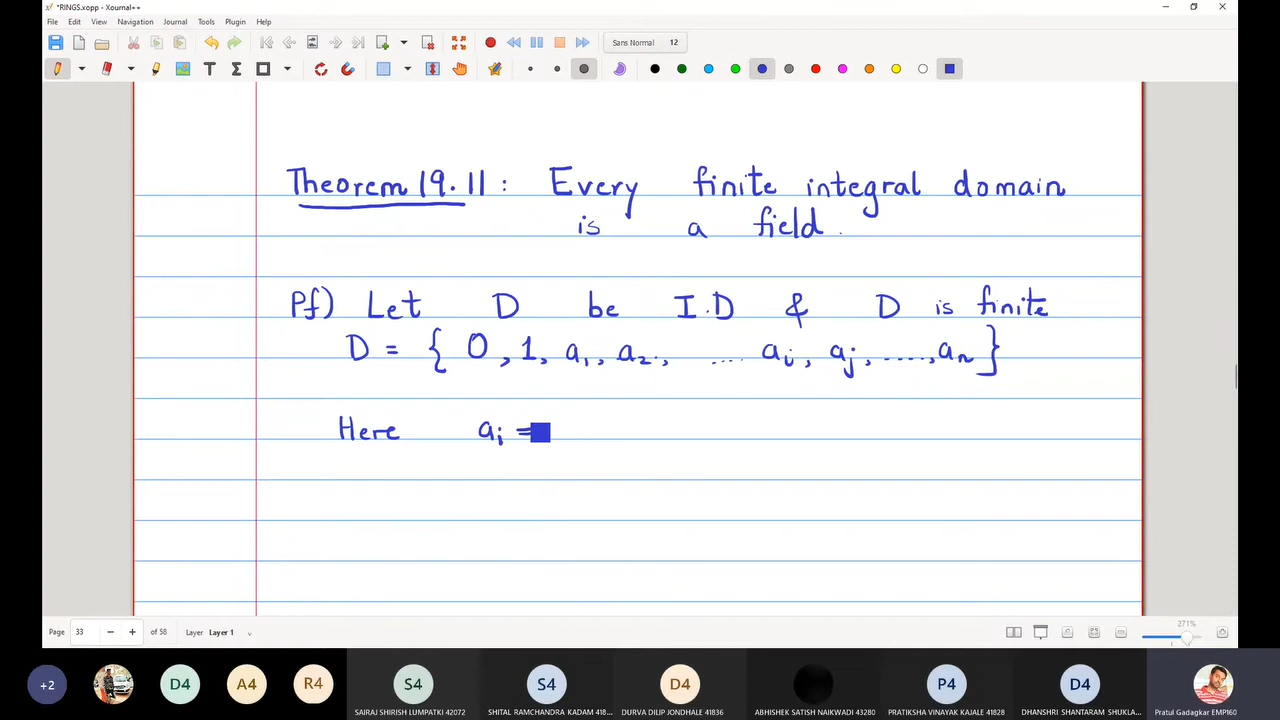 *RINGS.xopp - Xournal++
File Edit View Navigation Journal Tools Plugin Help
Sans Normal 12
Theorem 19.11 : Every finite integral domain
is a field.
Pf) Let D be I.D & D is finite
D = { 0, 1, a1, a2, .... ai, aj, ....., an }
Here ai =
Page 33 of 58 Layer Layer 1 271%
+2 D4 A4 R4 S4 S4 D4 P4 D4
SAIRAJ SHIRISH LUMPATKI 42072 SHITAL RAMCHANDRA KADAM 418... DURVA DILIP JONDHALE 41836 ABHISHEK SATISH NAIKWADI 43280 PRATIKSHA VINAYAK KAJALE 41828 DHANSHRI SHANTARAM SHUKLA... Pratul Gadagkar EMP160